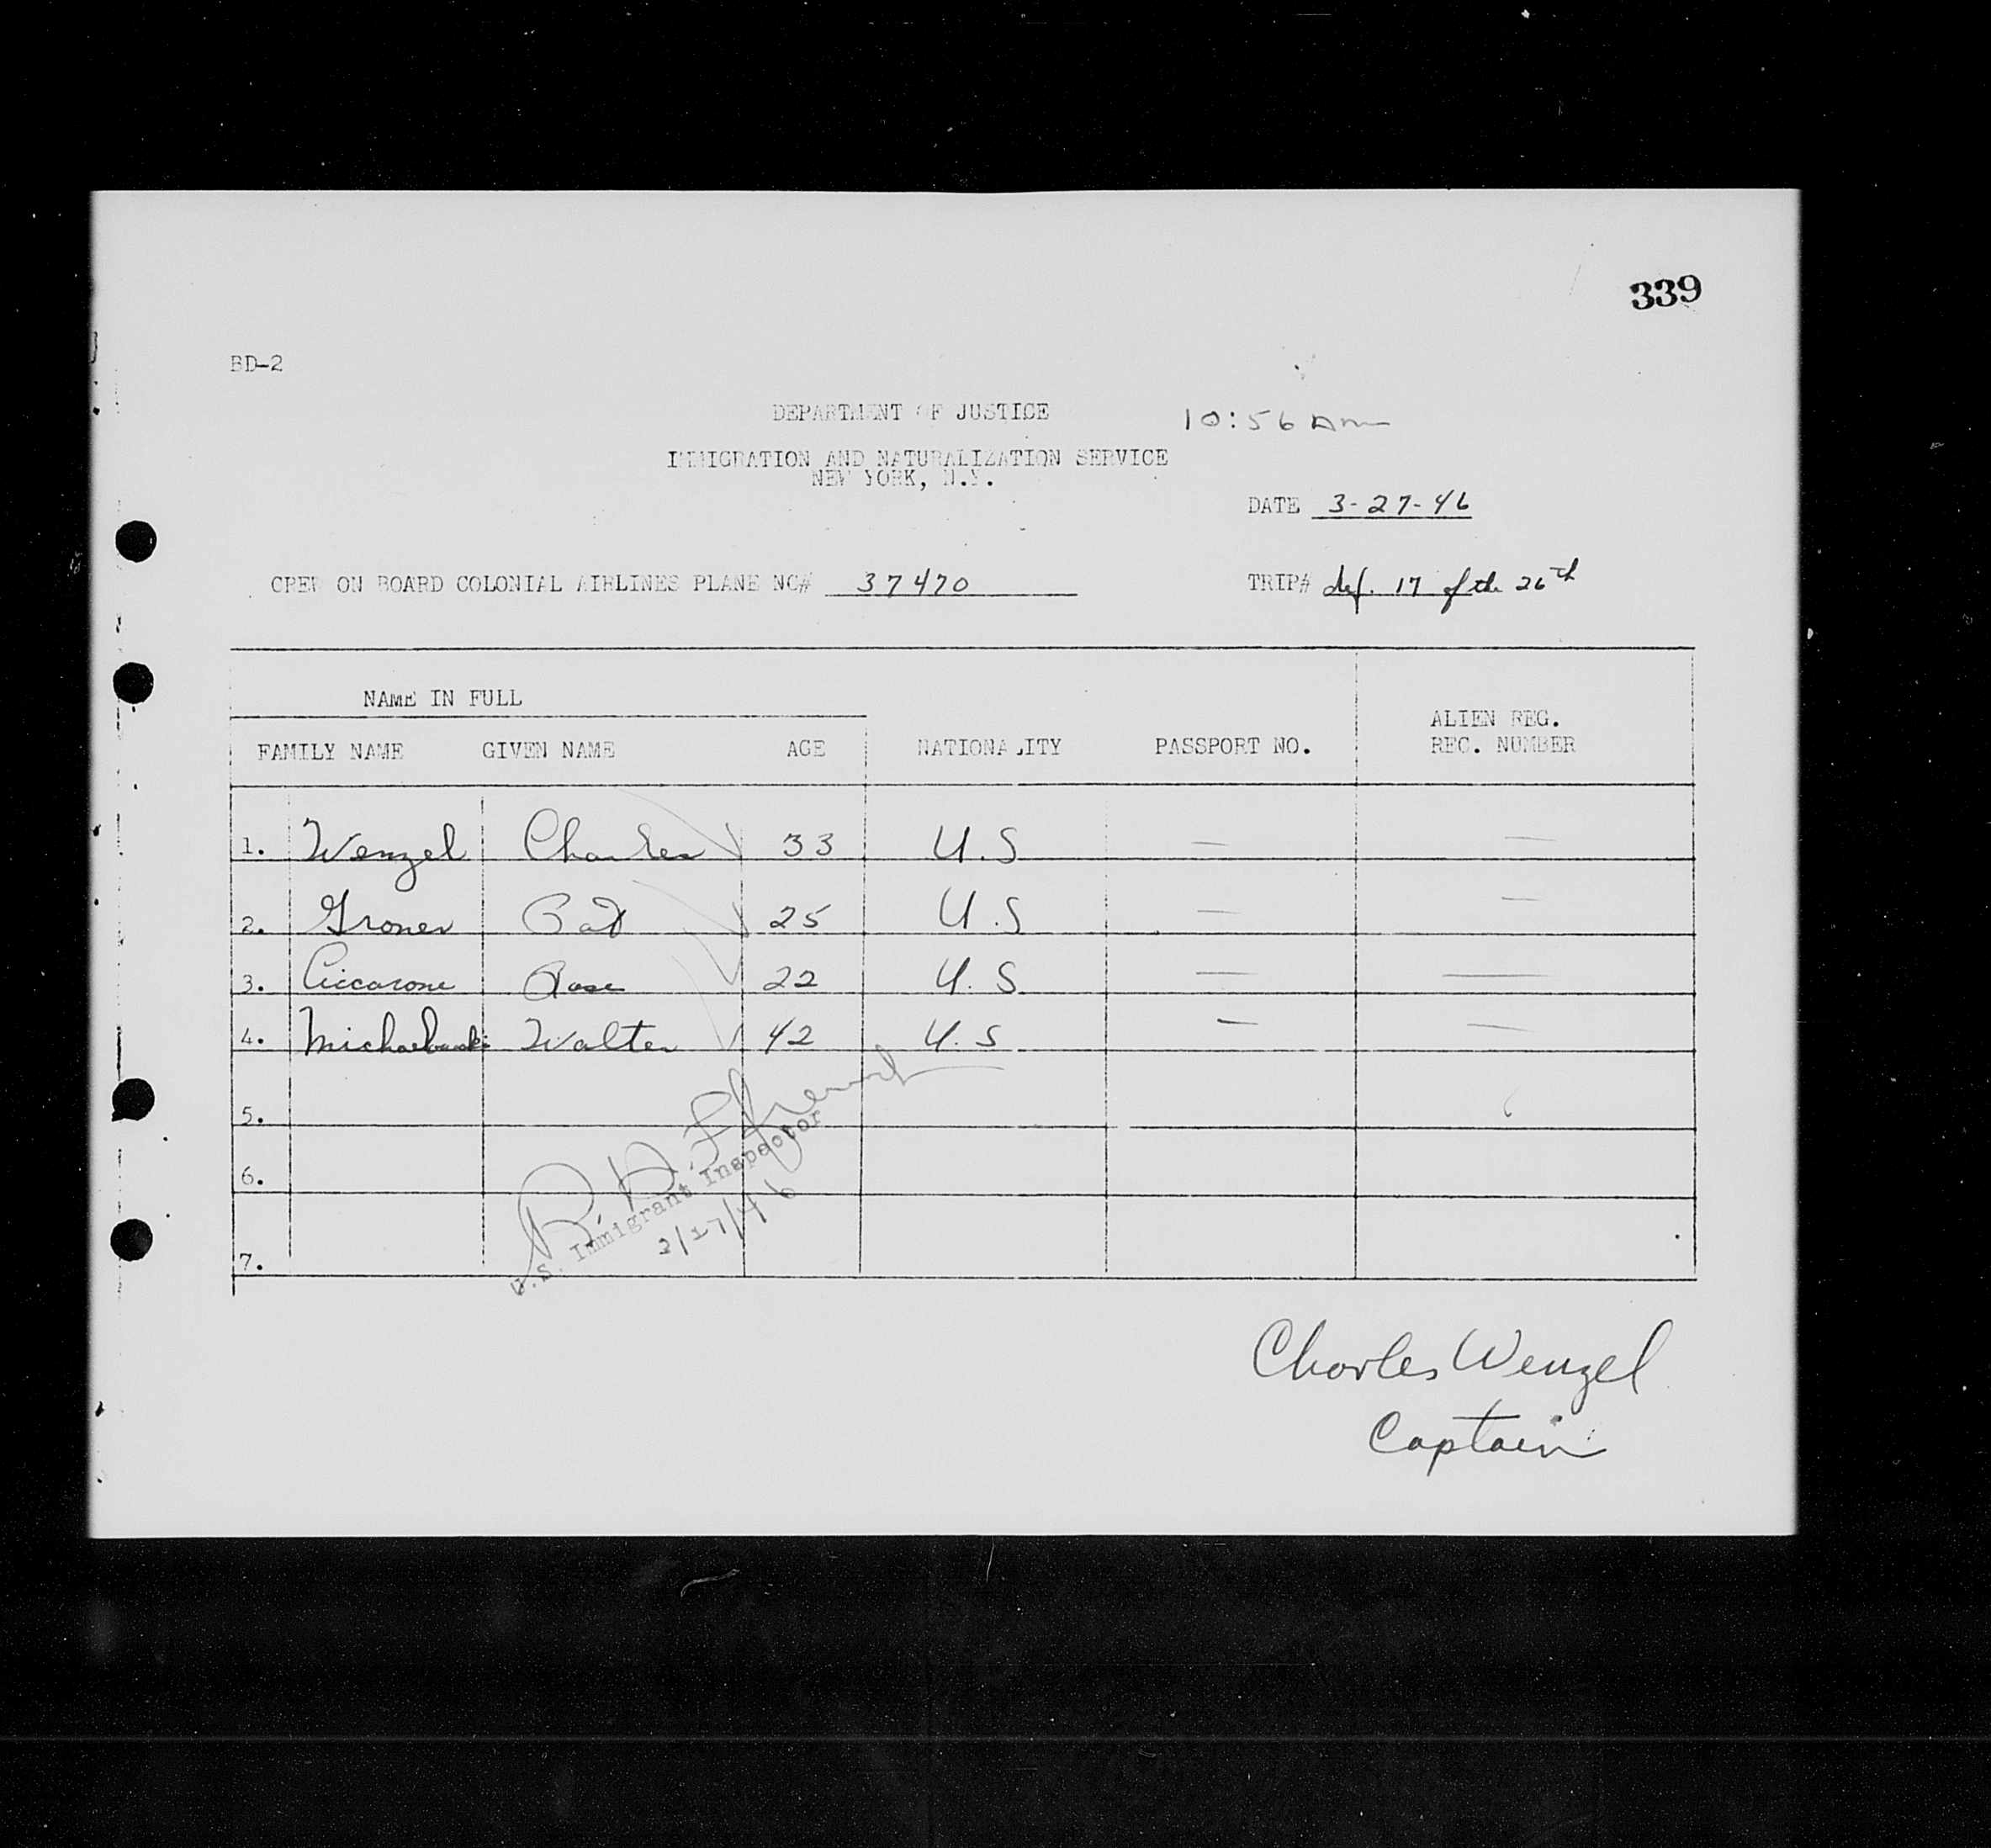 339
BD-2
DEPARTMENT OF JUSTICE
10:56 am
IMMIGRATION AND NATURALIZATION SERVICE
NEW YORK, N.Y.
DATE 3-27-46
CREW ON BOARD COLONIAL AIRLINES PLANE NC# 37470
TRIP# def. 17 of the 26th
NAME IN FULL
FAMILY NAME GIVEN NAME AGE NATIONALITY PASSPORT NO. ALIEN REG. REC. NUMBER
1. Wenzel Charles 33 U.S — —
2. Groner Pat 25 U.S — —
3. Ciccarone Rose 22 U.S — —
4. Walter 42 U.S — —
5.
6.
7.
R. H.
U.S. Immigrant Inspector
3/27/46
Charles Wenzel
Captain